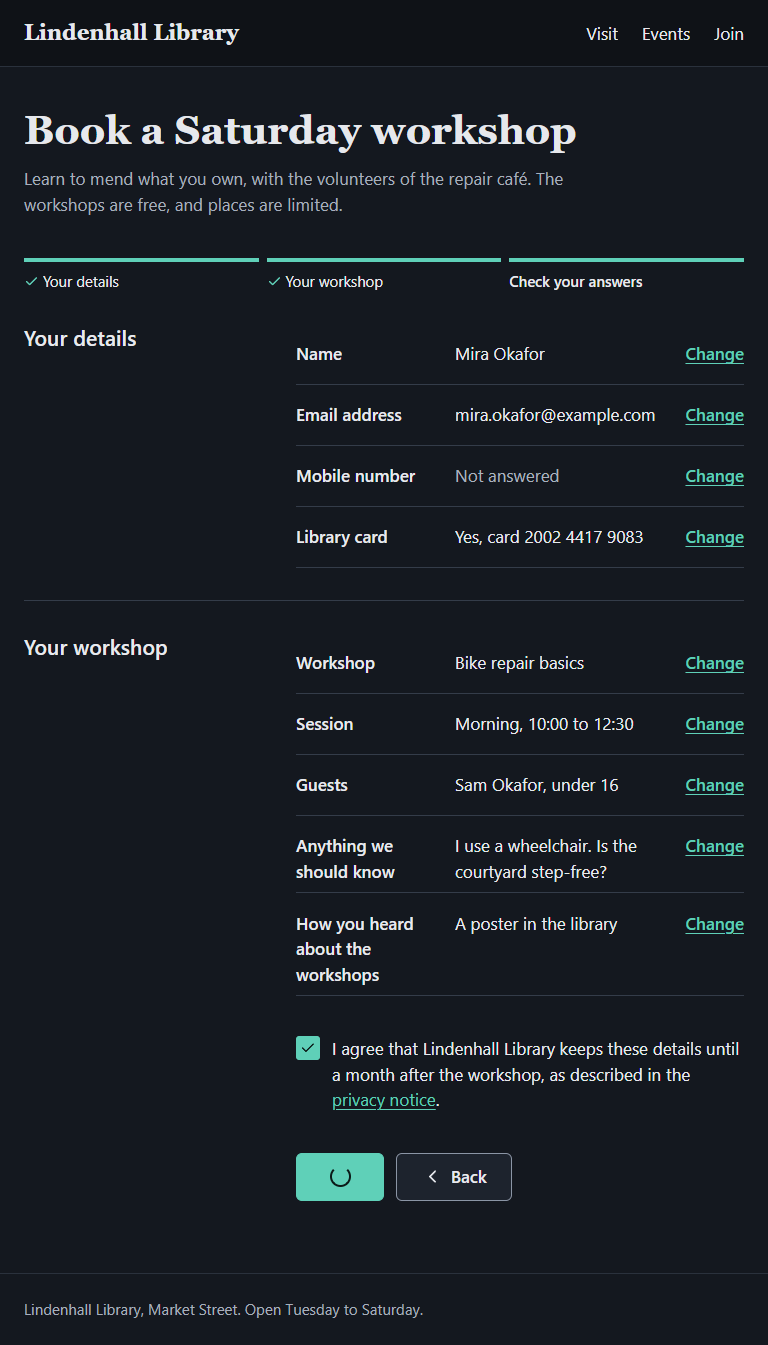 Lindenhall Library
Visit Events Join
Book a Saturday workshop
Learn to mend what you own, with the volunteers of the repair café. The
workshops are free, and places are limited.
Your details
Your workshop
Check your answers
Your details
Name Mira Okafor Change
Email address mira.okafor@example.com Change
Mobile number Not answered Change
Library card Yes, card 2002 4417 9083 Change
Your workshop
Workshop Bike repair basics Change
Session Morning, 10:00 to 12:30 Change
Guests Sam Okafor, under 16 Change
Anything we I use a wheelchair. Is the Change
should know courtyard step-free?
How you heard A poster in the library Change
about the
workshops
I agree that Lindenhall Library keeps these details until
a month after the workshop, as described in the
privacy notice.
Back
Lindenhall Library, Market Street. Open Tuesday to Saturday.